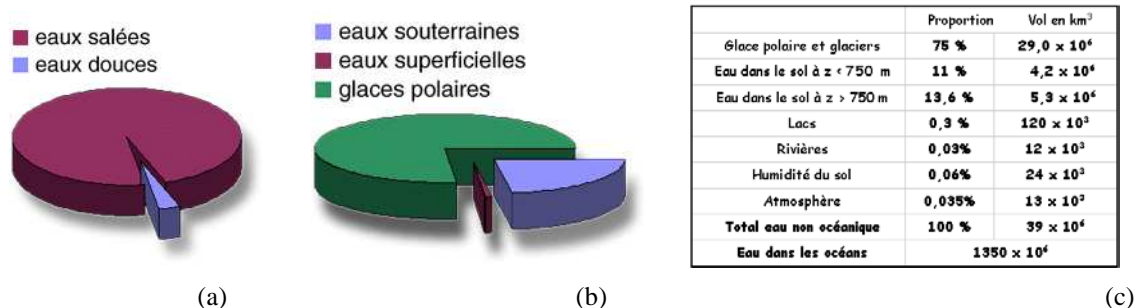 eaux salées
eaux douces
eaux souterraines
eaux superficielles
glaces polaires
Proportion Vol en km³
Glace polaire et glaciers 75 % 29,0 x 10⁶
Eau dans le sol à z < 750 m 11 % 4,2 x 10⁶
Eau dans le sol à z > 750 m 13,6 % 5,3 x 10⁶
Lacs 0,3 % 120 x 10³
Rivières 0,03% 12 x 10³
Humidité du sol 0,06% 24 x 10³
Atmosphère 0,035% 13 x 10³
Total eau non océanique 100 % 39 x 10⁶
Eau dans les océans 1350 x 10⁶
(a) (b) (c)